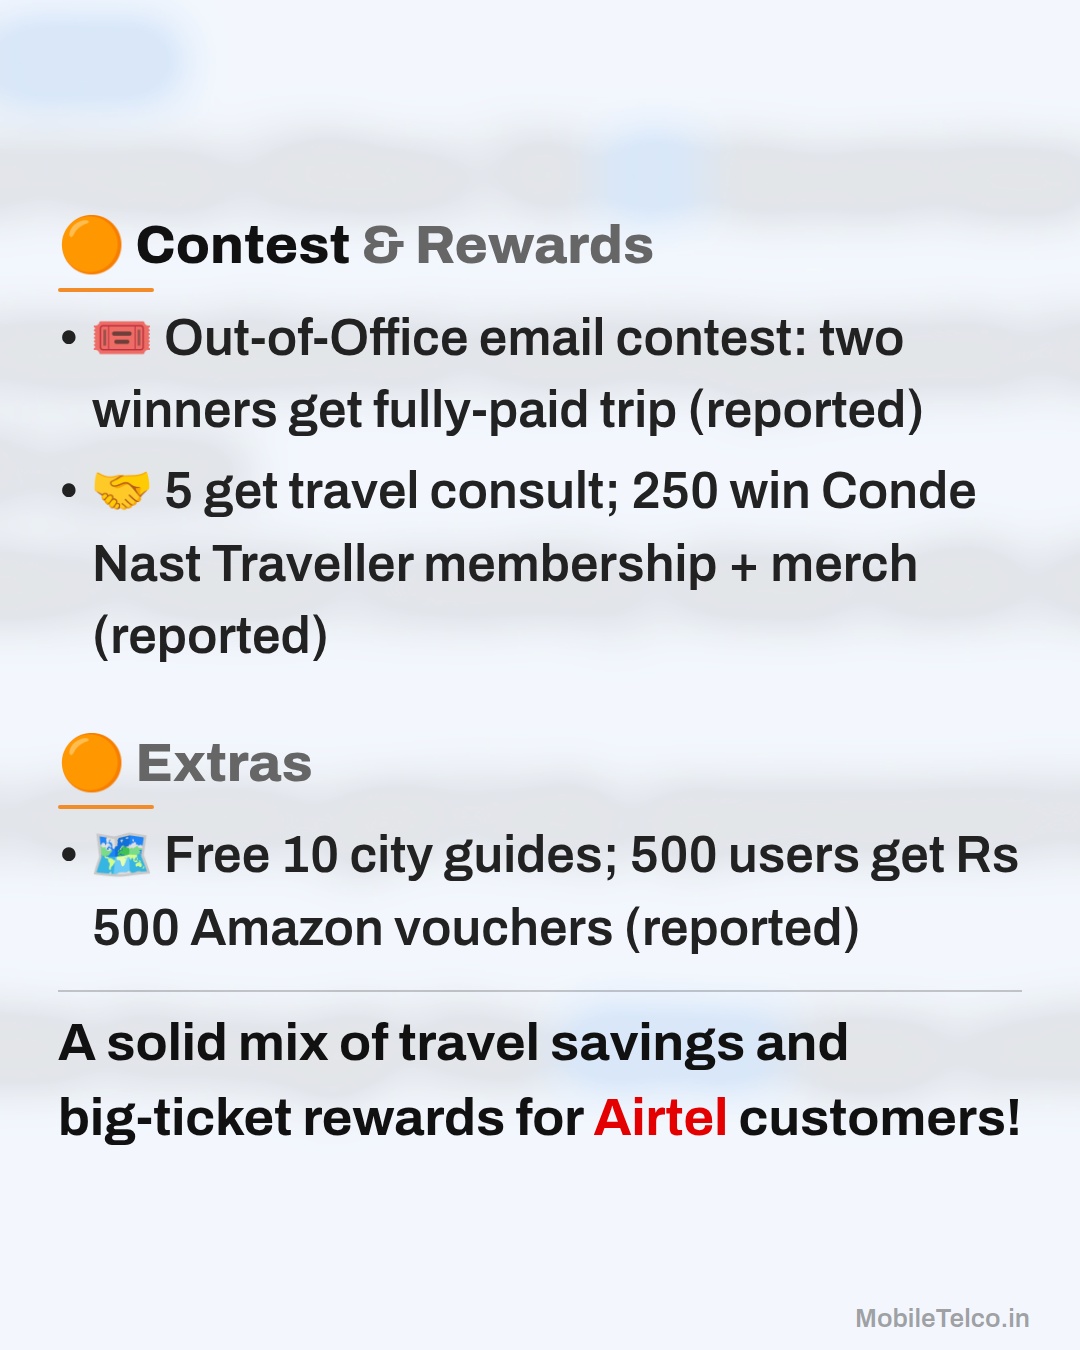 🟠 Contest & Rewards
• 🎟️ Out-of-Office email contest: two
winners get fully-paid trip (reported)
• 🤝 5 get travel consult; 250 win Conde
Nast Traveller membership + merch
(reported)
🟠 Extras
• 🗺️ Free 10 city guides; 500 users get Rs
500 Amazon vouchers (reported)
A solid mix of travel savings and
big-ticket rewards for Airtel customers!
MobileTelco.in